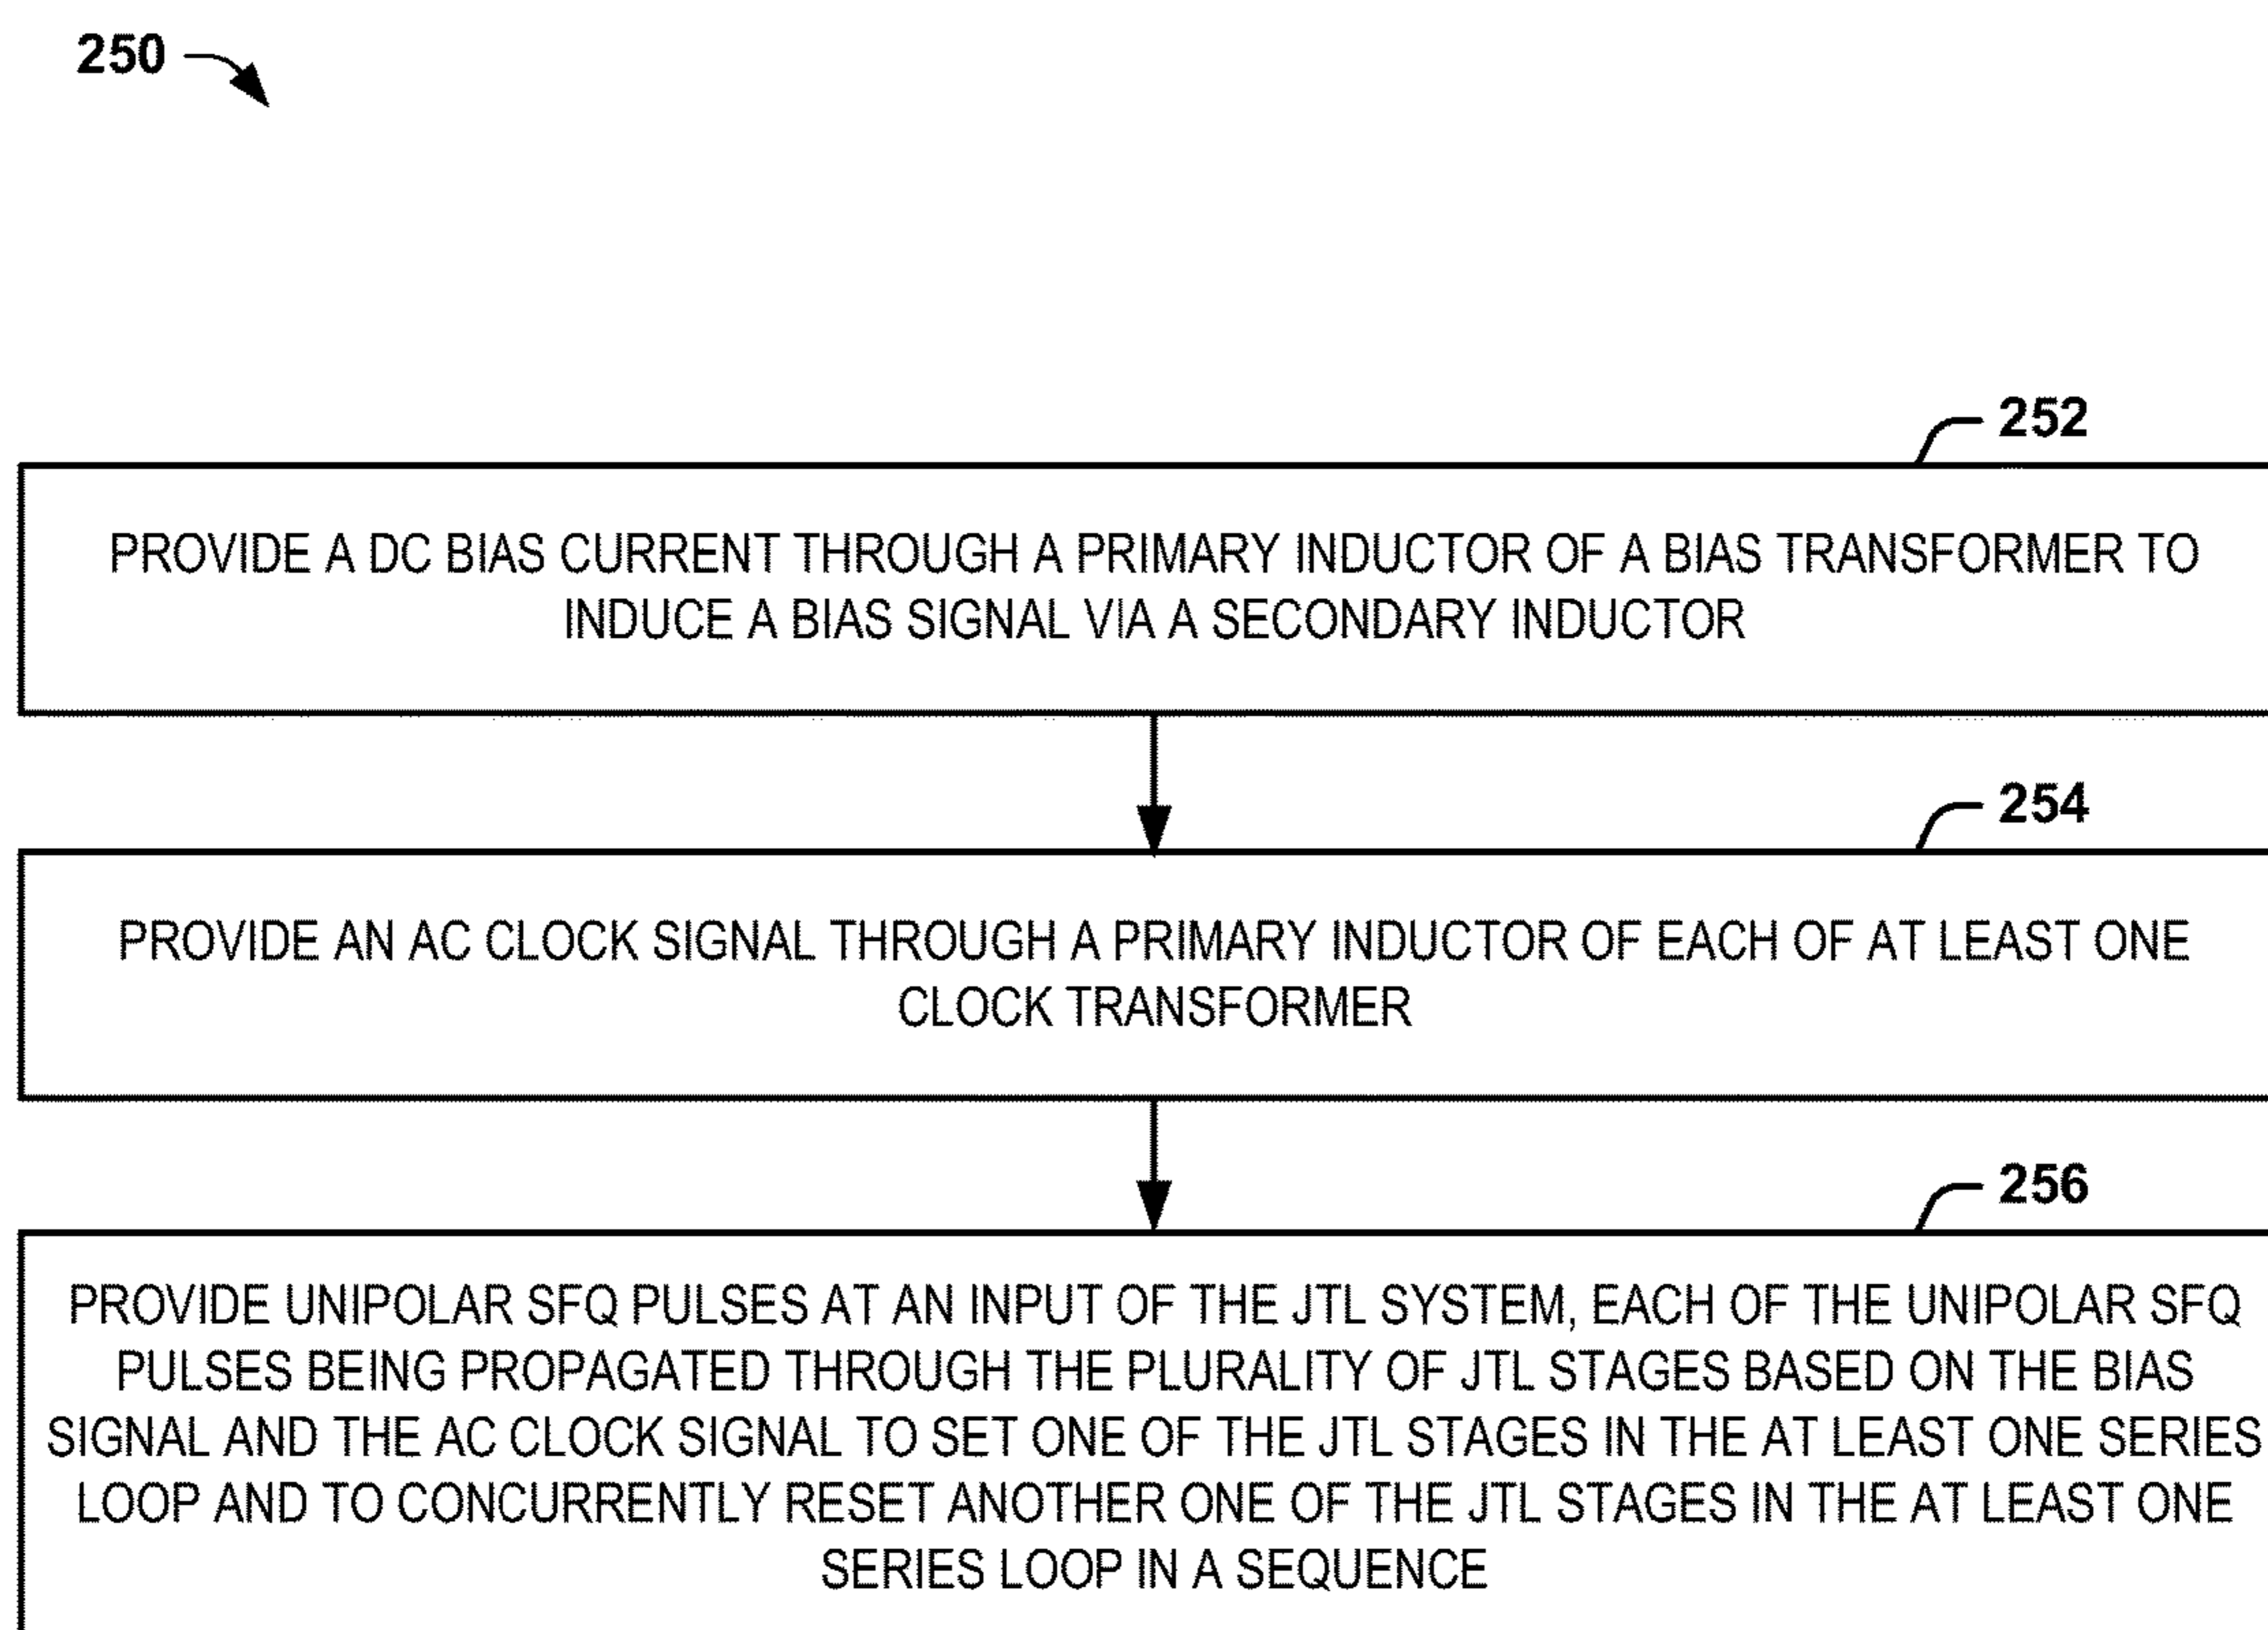 250
252
PROVIDE A DC BIAS CURRENT THROUGH A PRIMARY INDUCTOR OF A BIAS TRANSFORMER TO
INDUCE A BIAS SIGNAL VIA A SECONDARY INDUCTOR
254
PROVIDE AN AC CLOCK SIGNAL THROUGH A PRIMARY INDUCTOR OF EACH OF AT LEAST ONE
CLOCK TRANSFORMER
256
PROVIDE UNIPOLAR SFQ PULSES AT AN INPUT OF THE JTL SYSTEM, EACH OF THE UNIPOLAR SFQ
PULSES BEING PROPAGATED THROUGH THE PLURALITY OF JTL STAGES BASED ON THE BIAS
SIGNAL AND THE AC CLOCK SIGNAL TO SET ONE OF THE JTL STAGES IN THE AT LEAST ONE SERIES
LOOP AND TO CONCURRENTLY RESET ANOTHER ONE OF THE JTL STAGES IN THE AT LEAST ONE
SERIES LOOP IN A SEQUENCE